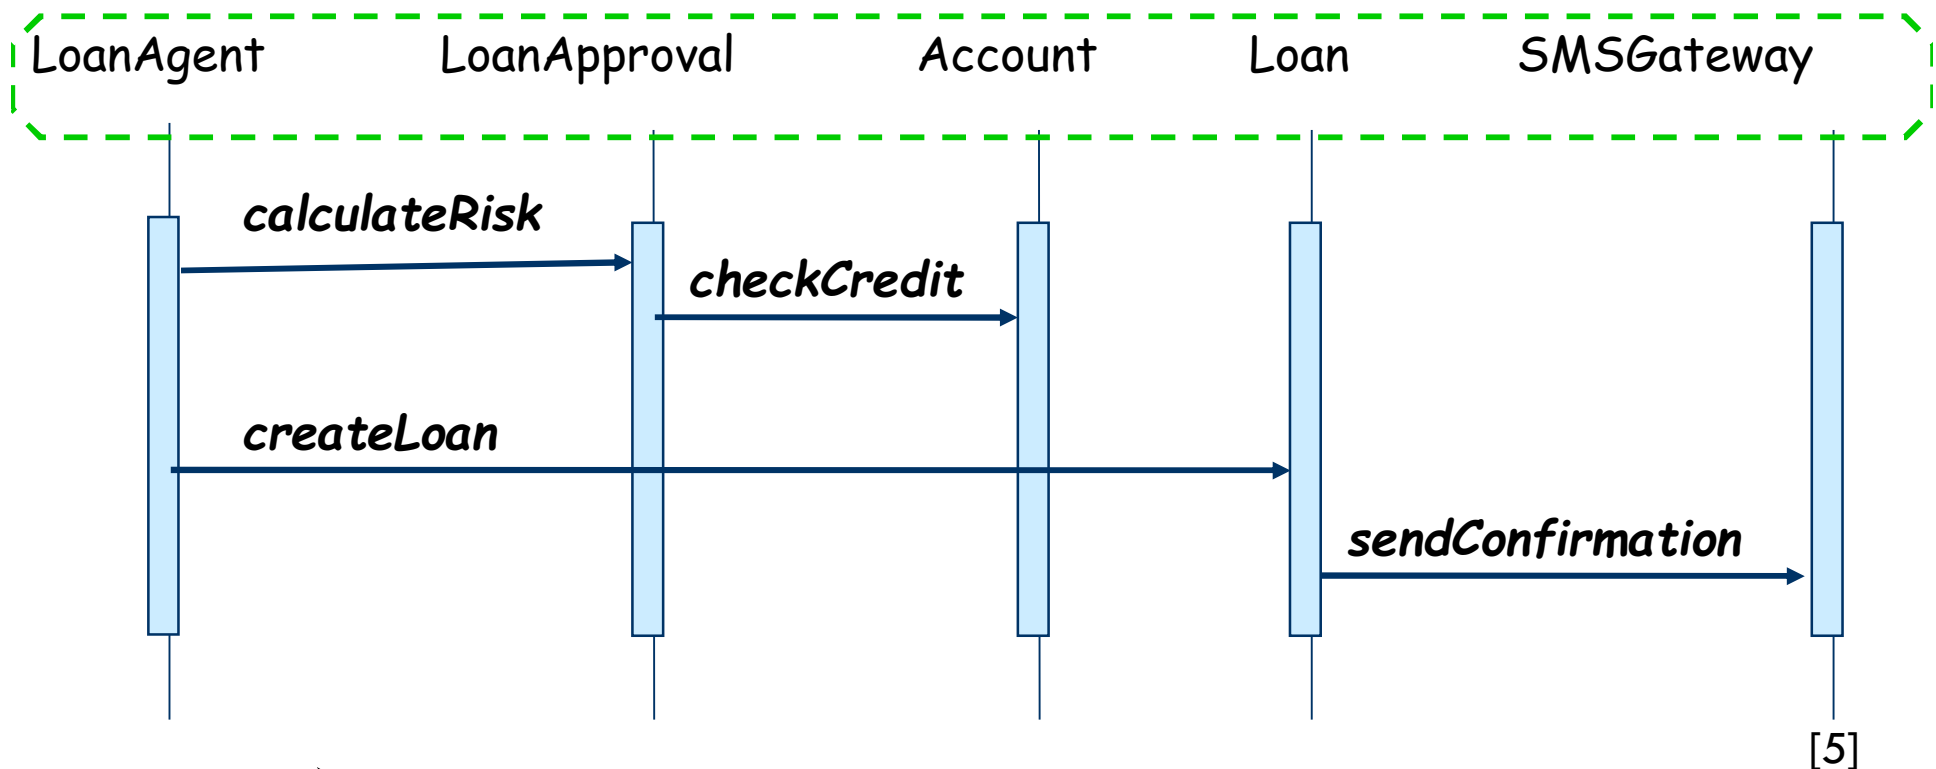 LoanAgent LoanApproval Account Loan SMSGateway
calculateRisk
checkCredit
createLoan
sendConfirmation
[5]